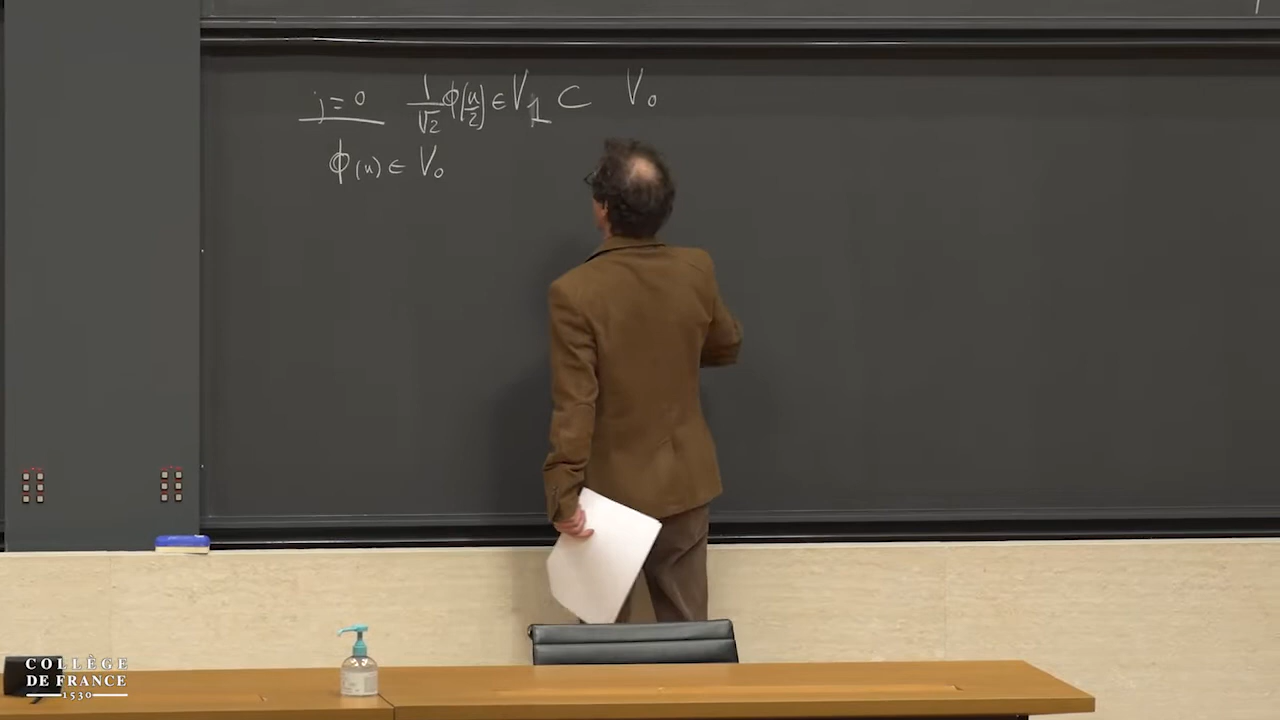 j = 0 1/√2 ϕ(u/2) ∈ V₁ ⊂ V₀
ϕ(u) ∈ V₀
COLLÈGE
DE FRANCE
1530